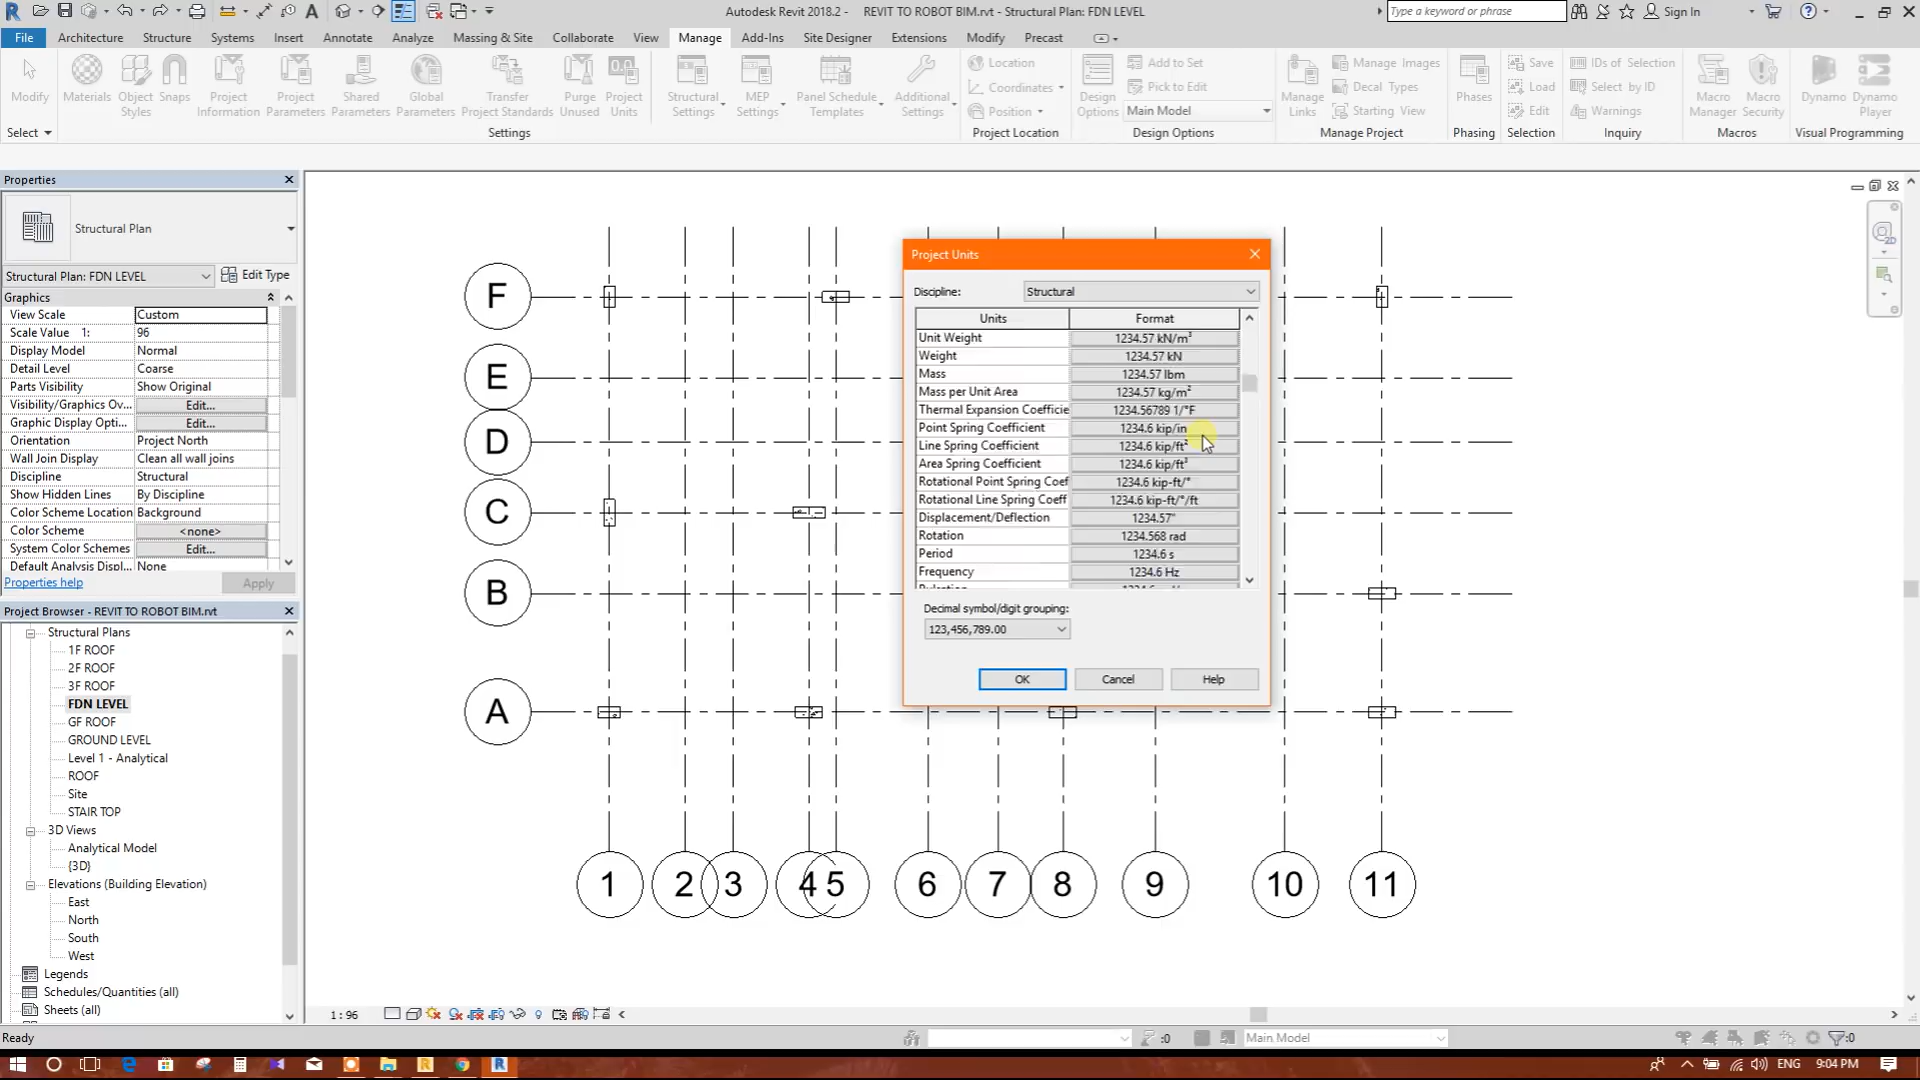 Autodesk Revit 2018.2 - REVIT TO ROBOT BIM.rvt - Structural Plan: FDN LEVEL
Type a keyword or phrase
Sign In
File Architecture Structure Systems Insert Annotate Analyze Massing & Site Collaborate View Manage Add-Ins Site Designer Extensions Modify Precast
Modify
Materials
Object Styles
Snaps
Project Information
Project Parameters
Shared Parameters
Global Parameters
Transfer Project Standards
Purge Unused
Project Units
Structural Settings
MEP Settings
Panel Schedule Templates
Additional Settings
Location
Coordinates
Position
Design Options
Add to Set
Pick to Edit
Main Model
Manage Links
Manage Images
Decal Types
Starting View
Phases
Save
Load
Edit
IDs of Selection
Select by ID
Warnings
Macro Manager
Macro Security
Dynamo
Dynamo Player
Select Settings Project Location Design Options Manage Project Phasing Selection Inquiry Macros Visual Programming
Properties
Structural Plan
Structural Plan: FDN LEVEL Edit Type
Graphics
View Scale Custom
Scale Value 1: 96
Display Model Normal
Detail Level Coarse
Parts Visibility Show Original
Visibility/Graphics Ov... Edit...
Graphic Display Opti... Edit...
Orientation Project North
Wall Join Display Clean all wall joins
Discipline Structural
Show Hidden Lines By Discipline
Color Scheme Location Background
Color Scheme <none>
System Color Schemes Edit...
Default Analysis Displ... None
Properties help Apply
Project Browser - REVIT TO ROBOT BIM.rvt
Structural Plans
1F ROOF
2F ROOF
3F ROOF
FDN LEVEL
GF ROOF
GROUND LEVEL
Level 1 - Analytical
ROOF
Site
STAIR TOP
3D Views
Analytical Model
{3D}
Elevations (Building Elevation)
East
North
South
West
Legends
Schedules/Quantities (all)
Sheets (all)
F
E
D
C
B
A
1 2 3 4 5 6 7 8 9 10 11
Project Units
Discipline: Structural
Units Format
Unit Weight 1234.57 kN/m³
Weight 1234.57 kN
Mass 1234.57 lbm
Mass per Unit Area 1234.57 kg/m²
Thermal Expansion Coefficie 1234.56789 1/°F
Point Spring Coefficient 1234.6 kip/in
Line Spring Coefficient 1234.6 kip/ft²
Area Spring Coefficient 1234.6 kip/ft³
Rotational Point Spring Coef 1234.6 kip-ft/°
Rotational Line Spring Coeff 1234.6 kip-ft/°/ft
Displacement/Deflection 1234.57"
Rotation 1234.568 rad
Period 1234.6 s
Frequency 1234.6 Hz
Decimal symbol/digit grouping:
123,456,789.00
OK Cancel Help
2D
1 : 96
Ready
:0
Main Model
:0
ENG 9:04 PM